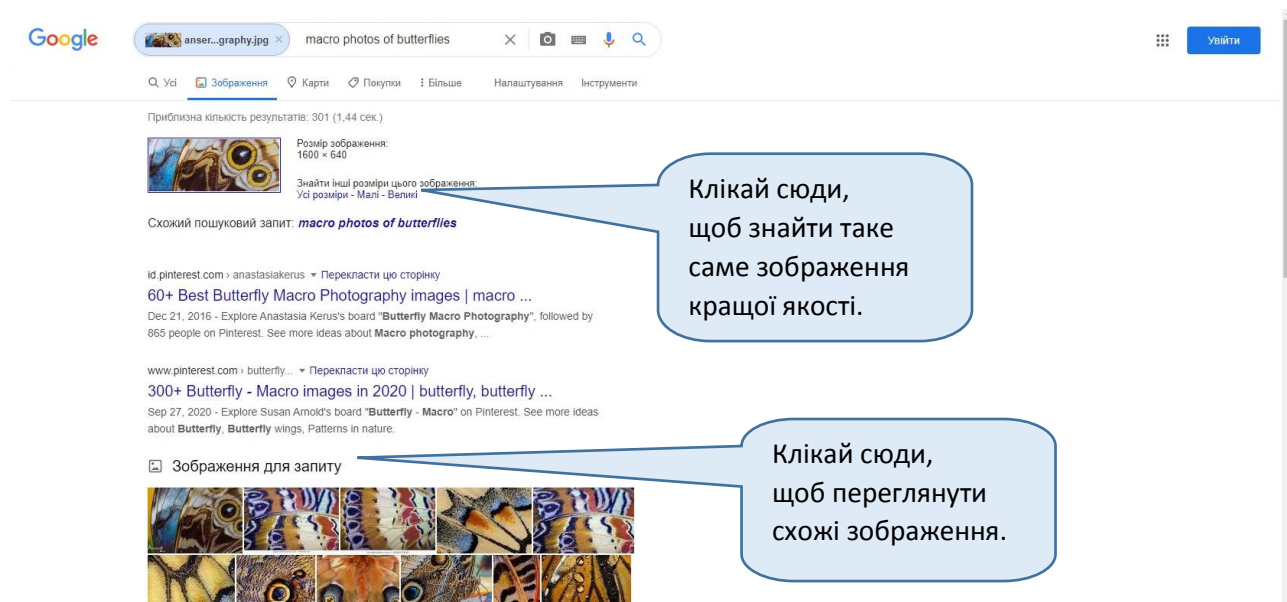 Google
anser...graphy.jpg ×
macro photos of butterflies
Увійти
Усі Зображення Карти Покупки Більше Налаштування Інструменти
Приблизна кількість результатів: 301 (1,44 сек.)
Розмір зображення:
1600 × 640
Знайти інші розміри цього зображення:
Усі розміри - Малі - Великі
Схожий пошуковий запит: macro photos of butterflies
Клікай сюди,
щоб знайти таке
саме зображення
кращої якості.
id.pinterest.com › anastasiakerus ▾ Перекласти цю сторінку
60+ Best Butterfly Macro Photography images | macro ...
Dec 21, 2016 - Explore Anastasia Kerus's board "Butterfly Macro Photography", followed by
865 people on Pinterest. See more ideas about Macro photography, ...
www.pinterest.com › butterfly... ▾ Перекласти цю сторінку
300+ Butterfly - Macro images in 2020 | butterfly, butterfly ...
Sep 27, 2020 - Explore Susan Arnold's board "Butterfly - Macro" on Pinterest. See more ideas
about Butterfly, Butterfly wings, Patterns in nature.
Зображення для запиту
Клікай сюди,
щоб переглянути
схожі зображення.